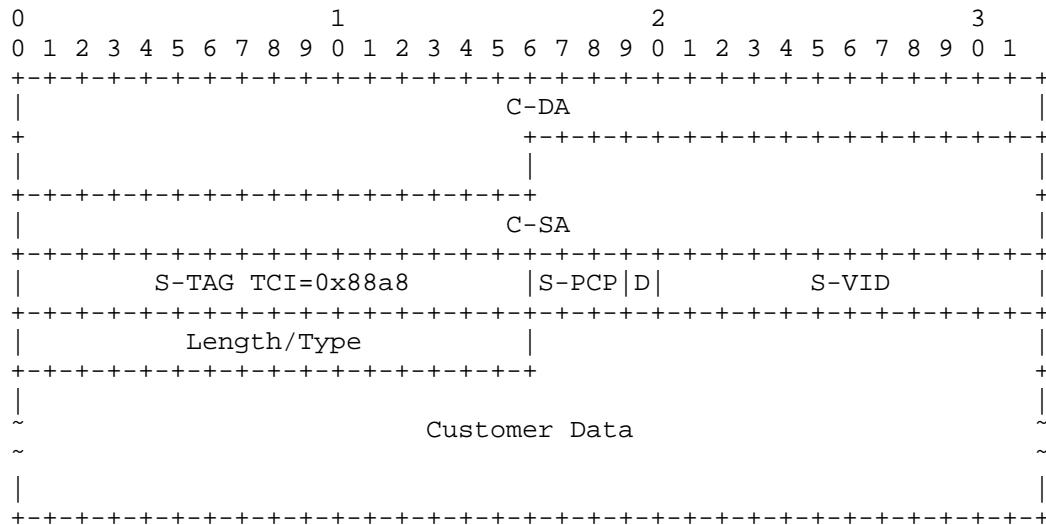 0                   1                   2                   3
0 1 2 3 4 5 6 7 8 9 0 1 2 3 4 5 6 7 8 9 0 1 2 3 4 5 6 7 8 9 0 1
+-+-+-+-+-+-+-+-+-+-+-+-+-+-+-+-+-+-+-+-+-+-+-+-+-+-+-+-+-+-+-+-+
|                              C-DA                             |
+                               +-+-+-+-+-+-+-+-+-+-+-+-+-+-+-+-+
|                               |                               |
+-+-+-+-+-+-+-+-+-+-+-+-+-+-+-+-+                               +
|                              C-SA                             |
+-+-+-+-+-+-+-+-+-+-+-+-+-+-+-+-+-+-+-+-+-+-+-+-+-+-+-+-+-+-+-+-+
|        S-TAG TCI=0x88a8       |S-PCP|D|         S-VID         |
+-+-+-+-+-+-+-+-+-+-+-+-+-+-+-+-+-+-+-+-+-+-+-+-+-+-+-+-+-+-+-+-+
|          Length/Type          |                               |
+-+-+-+-+-+-+-+-+-+-+-+-+-+-+-+-+                               +
|                                                               |
~                         Customer Data                         ~
~                                                               ~
|                                                               |
+-+-+-+-+-+-+-+-+-+-+-+-+-+-+-+-+-+-+-+-+-+-+-+-+-+-+-+-+-+-+-+-+